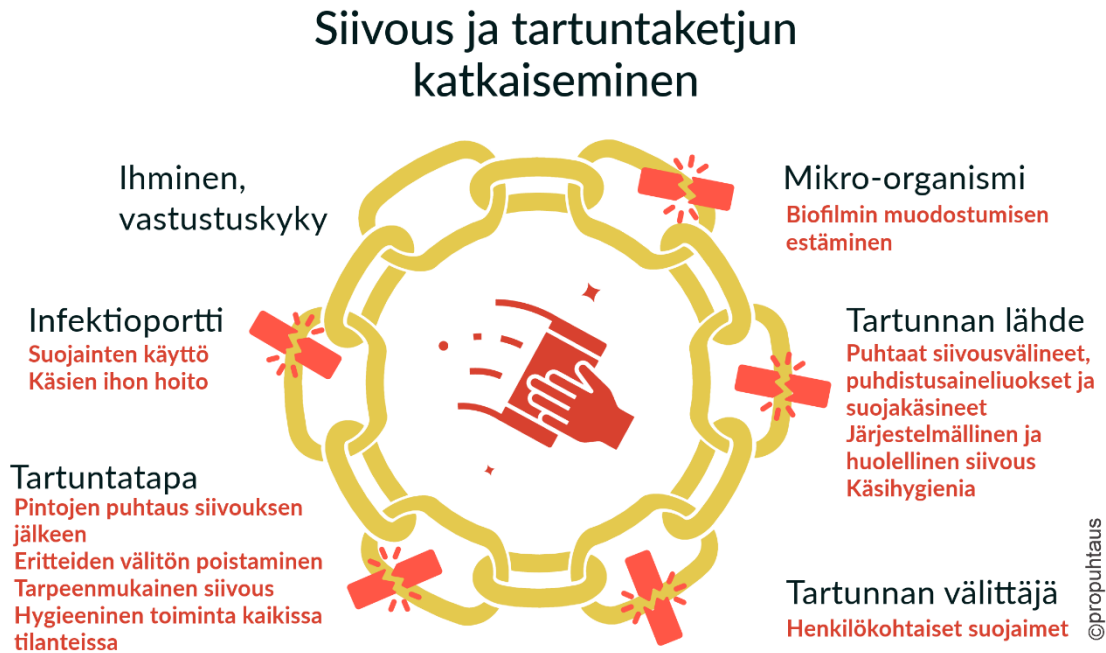 Siivous ja tartuntaketjun
katkaiseminen
Ihminen,
vastustuskyky
Mikro-organismi
Biofilmin muodostumisen
estäminen
Infektioportti
Suojainten käyttö
Käsien ihon hoito
Tartunnan lähde
Puhtaat siivousvälineet,
puhdistusaineliuokset ja
suojakäsineet
Järjestelmällinen ja
huolellinen siivous
Käsihygienia
Tartuntatapa
Pintojen puhtaus siivouksen
jälkeen
Eritteiden välitön poistaminen
Tarpeenmukainen siivous
Hygieeninen toiminta kaikissa
tilanteissa
Tartunnan välittäjä
Henkilökohtaiset suojaimet
©propuhtaus